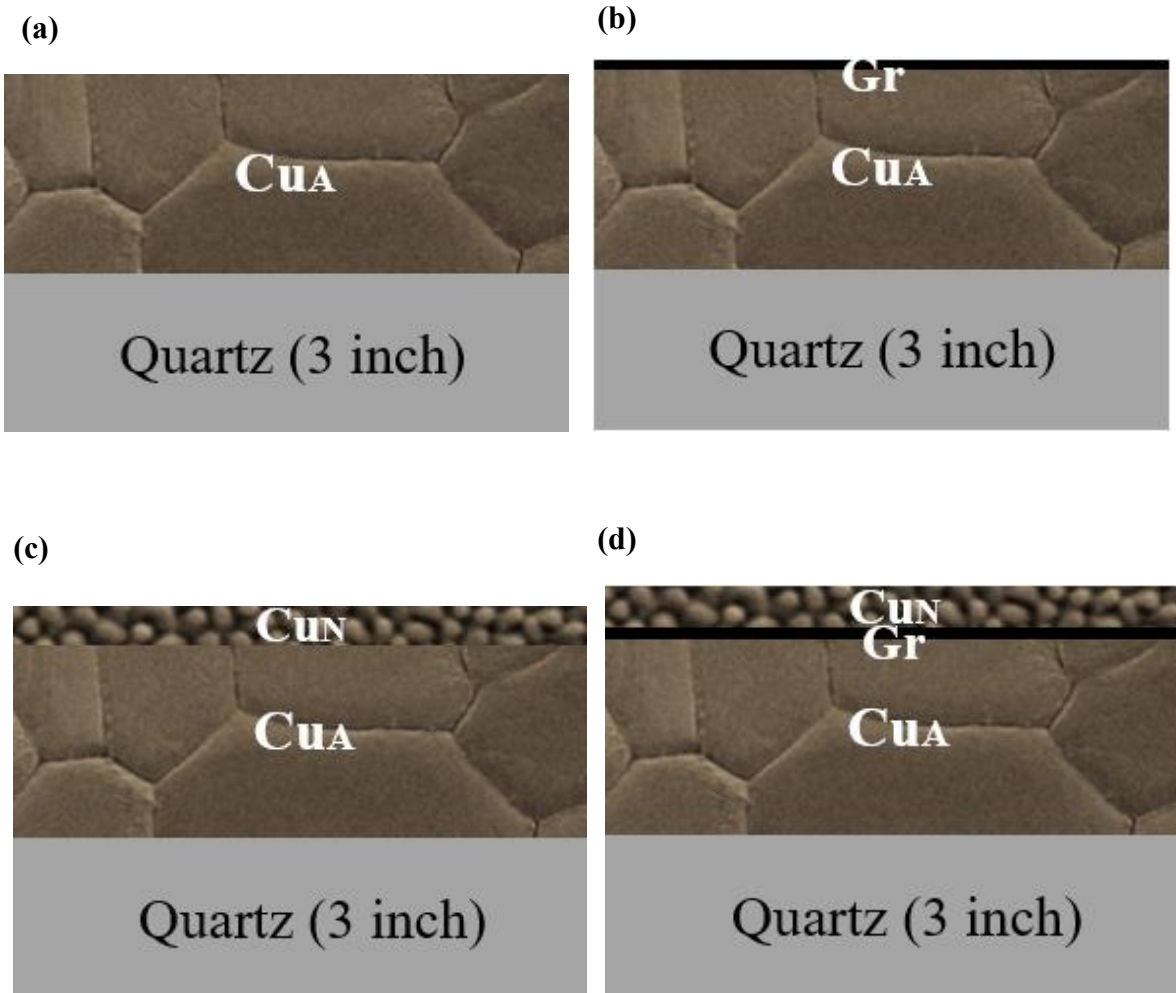 (a)
CuA
Quartz (3 inch)
(b)
Gr
CuA
Quartz (3 inch)
(c)
CuN
CuA
Quartz (3 inch)
(d)
CuN
Gr
CuA
Quartz (3 inch)